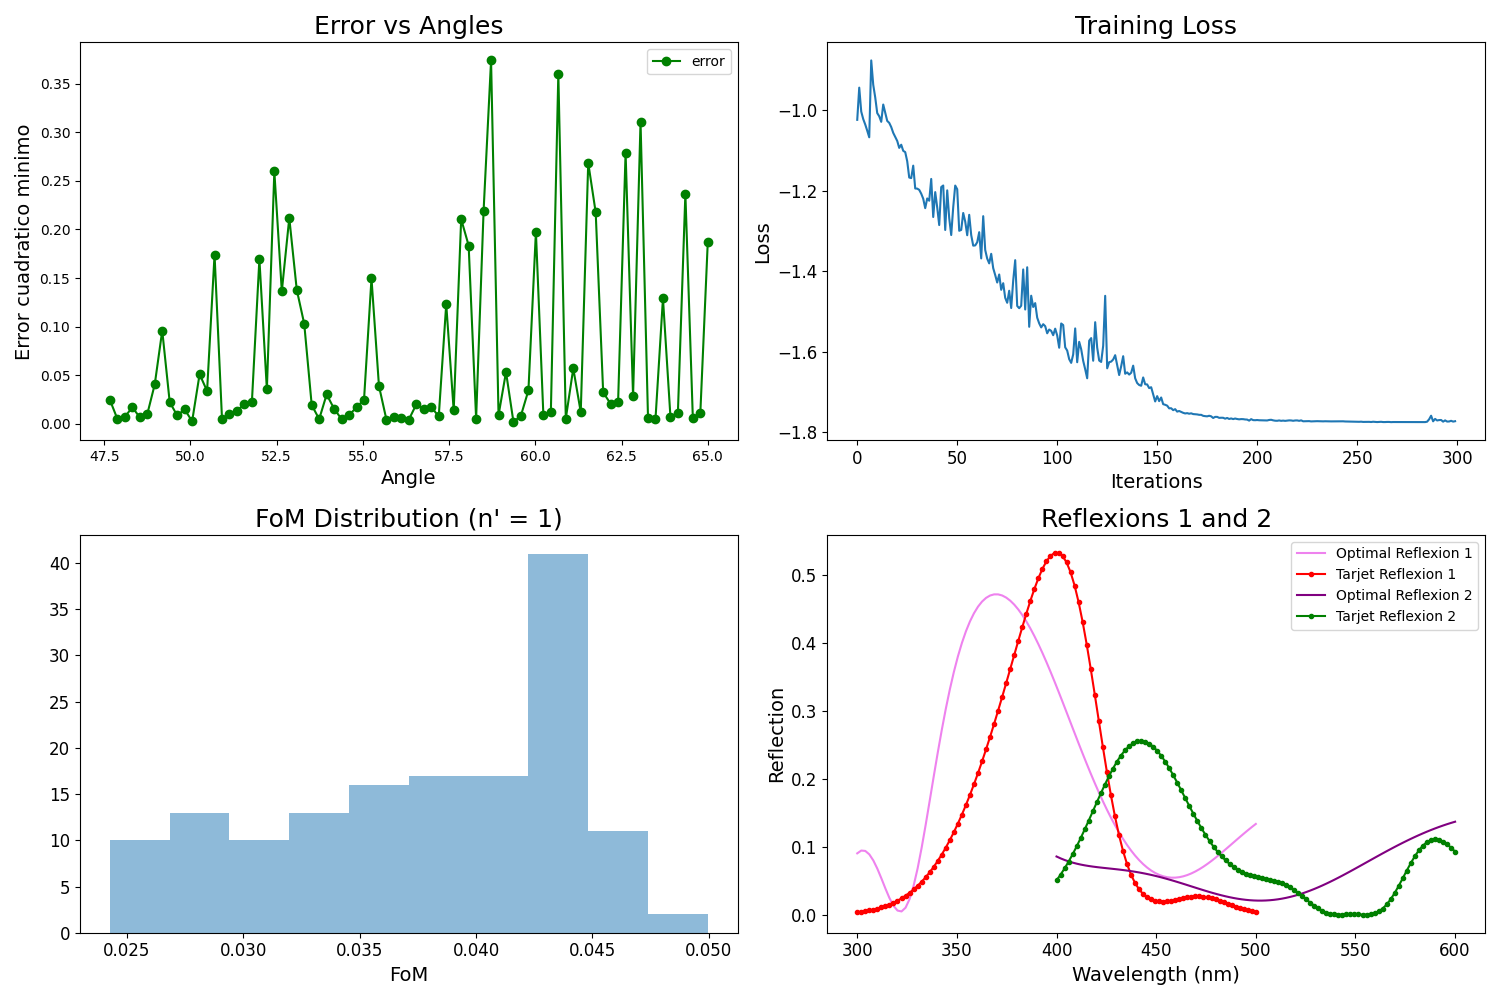 Error vs Angles
Error cuadratico minimo
0.35
0.30
0.25
0.20
0.15
0.10
0.05
0.00
error
47.5 50.0 52.5 55.0 57.5 60.0 62.5 65.0
Angle
Training Loss
Loss
−1.0
−1.2
−1.4
−1.6
−1.8
0 50 100 150 200 250 300
Iterations
FoM Distribution (n' = 1)
40
35
30
25
20
15
10
5
0
0.025 0.030 0.035 0.040 0.045 0.050
FoM
Reflexions 1 and 2
Reflection
0.5
0.4
0.3
0.2
0.1
0.0
Optimal Reflexion 1
Tarjet Reflexion 1
Optimal Reflexion 2
Tarjet Reflexion 2
300 350 400 450 500 550 600
Wavelength (nm)